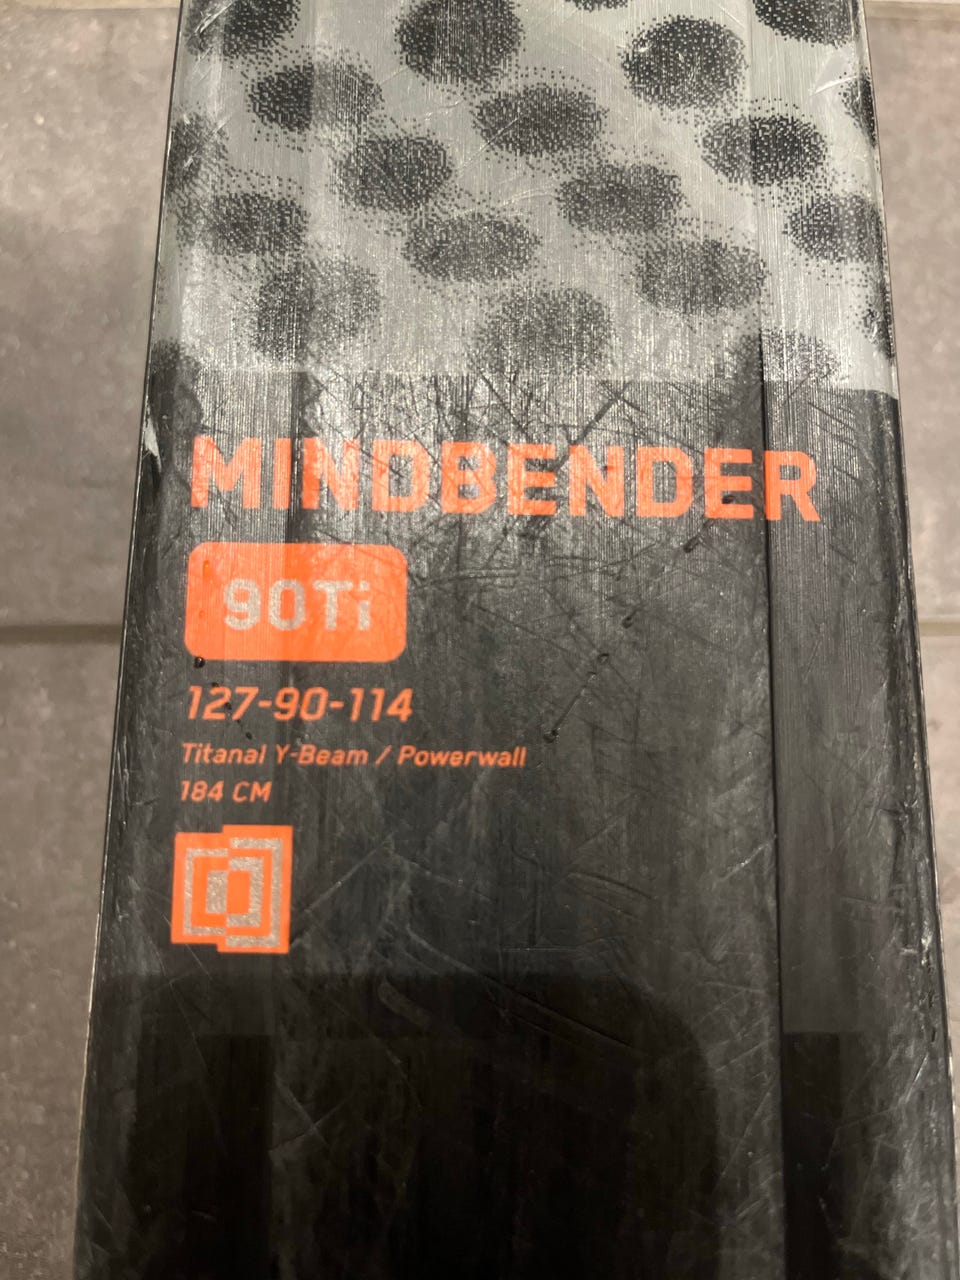 MINDBENDER
90Ti
127-90-114
Titanal Y-Beam / Powerwall
184 CM